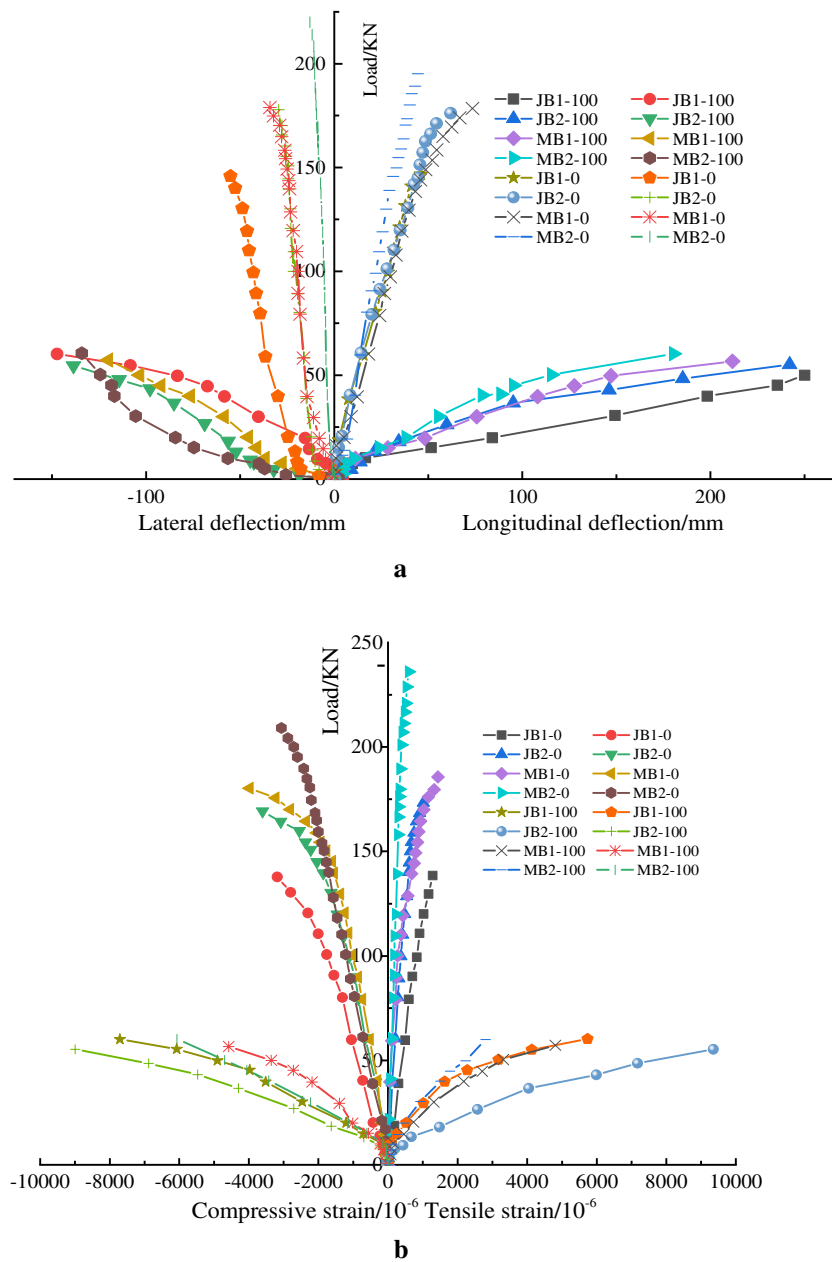 Load/KN
200
150
100
50
0
-100 0 100 200
Lateral deflection/mm Longitudinal deflection/mm
JB1-100 JB1-100
JB2-100 JB2-100
MB1-100 MB1-100
MB2-100 MB2-100
JB1-0 JB1-0
JB2-0 JB2-0
MB1-0 MB1-0
MB2-0 MB2-0
a
Load/KN
250
200
150
100
50
0
-10000 -8000 -6000 -4000 -2000 0 2000 4000 6000 8000 10000
Compressive strain/10⁻⁶ Tensile strain/10⁻⁶
JB1-0 JB1-0
JB2-0 JB2-0
MB1-0 MB1-0
MB2-0 MB2-0
JB1-100 JB1-100
JB2-100 JB2-100
MB1-100 MB1-100
MB2-100 MB2-100
b